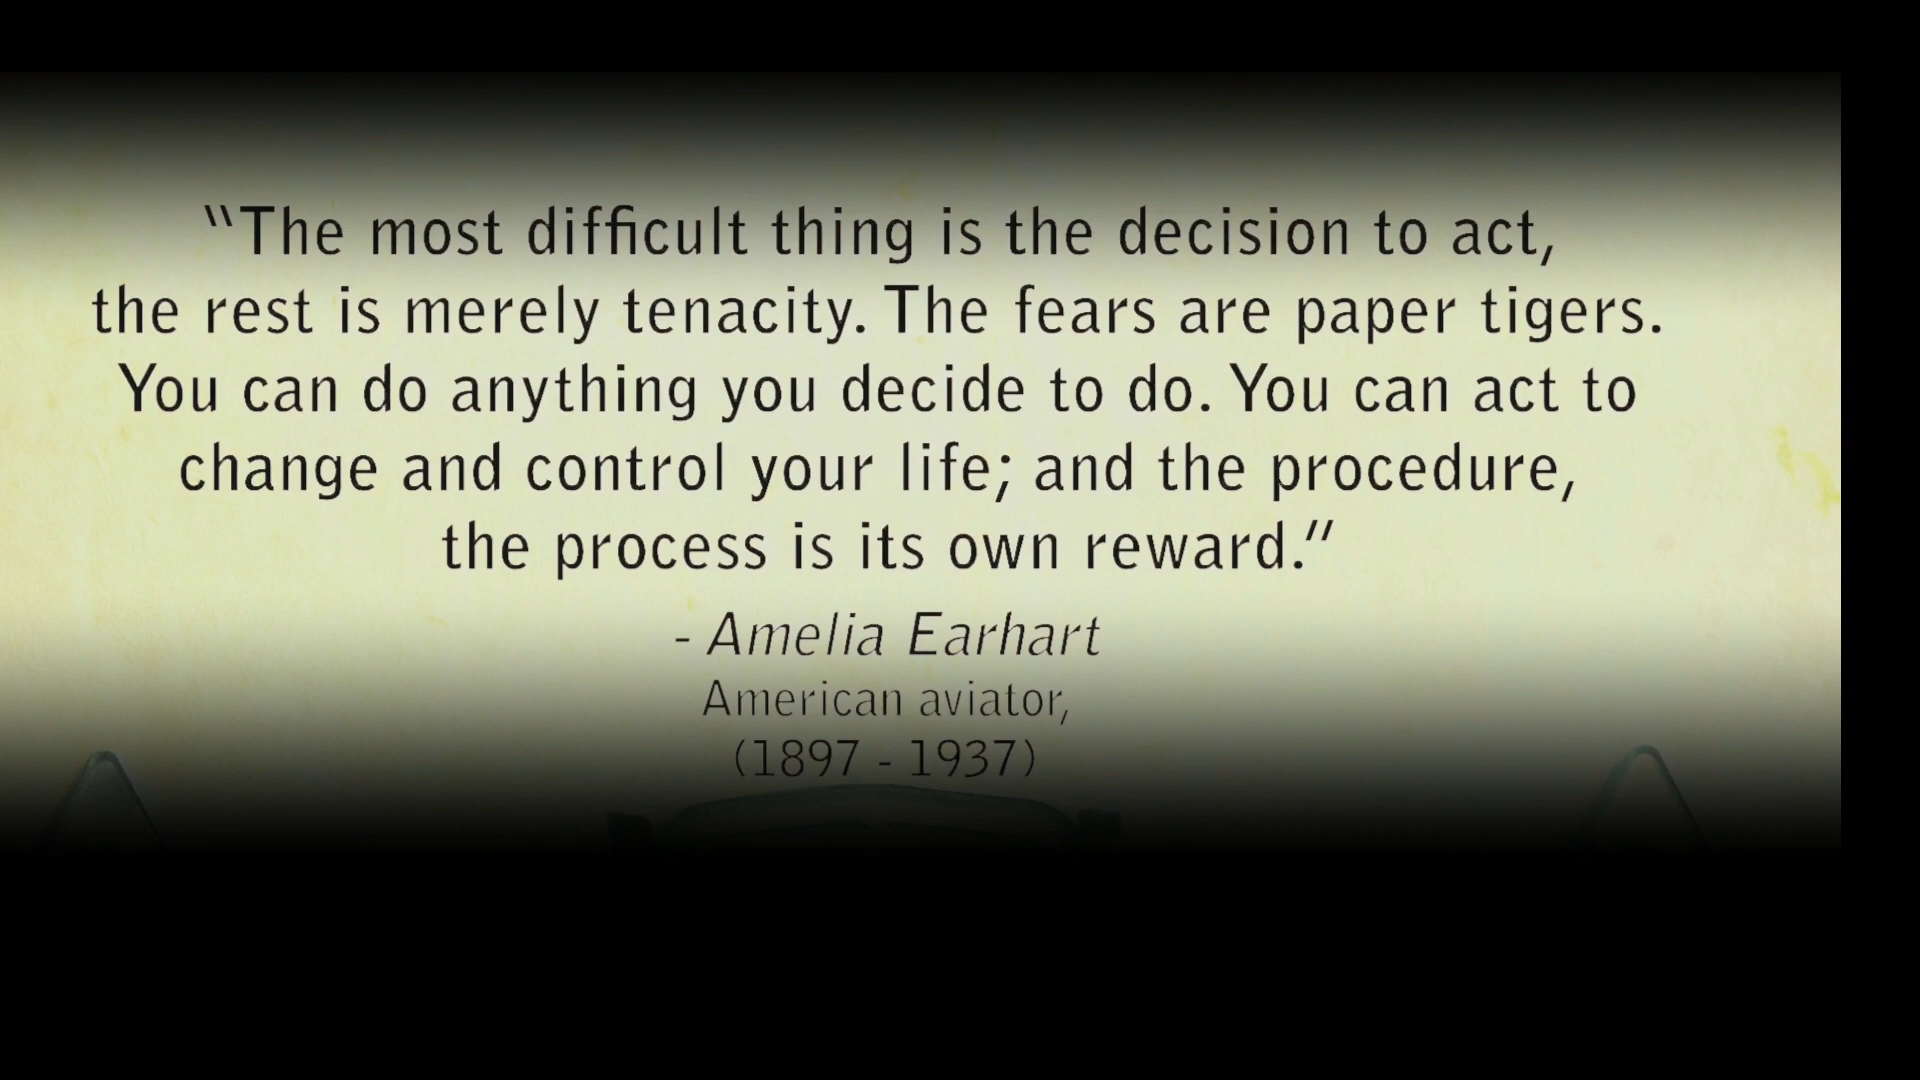 “The most difficult thing is the decision to act,
the rest is merely tenacity. The fears are paper tigers.
You can do anything you decide to do. You can act to
change and control your life; and the procedure,
the process is its own reward.”
- Amelia Earhart
American aviator,
(1897 - 1937)